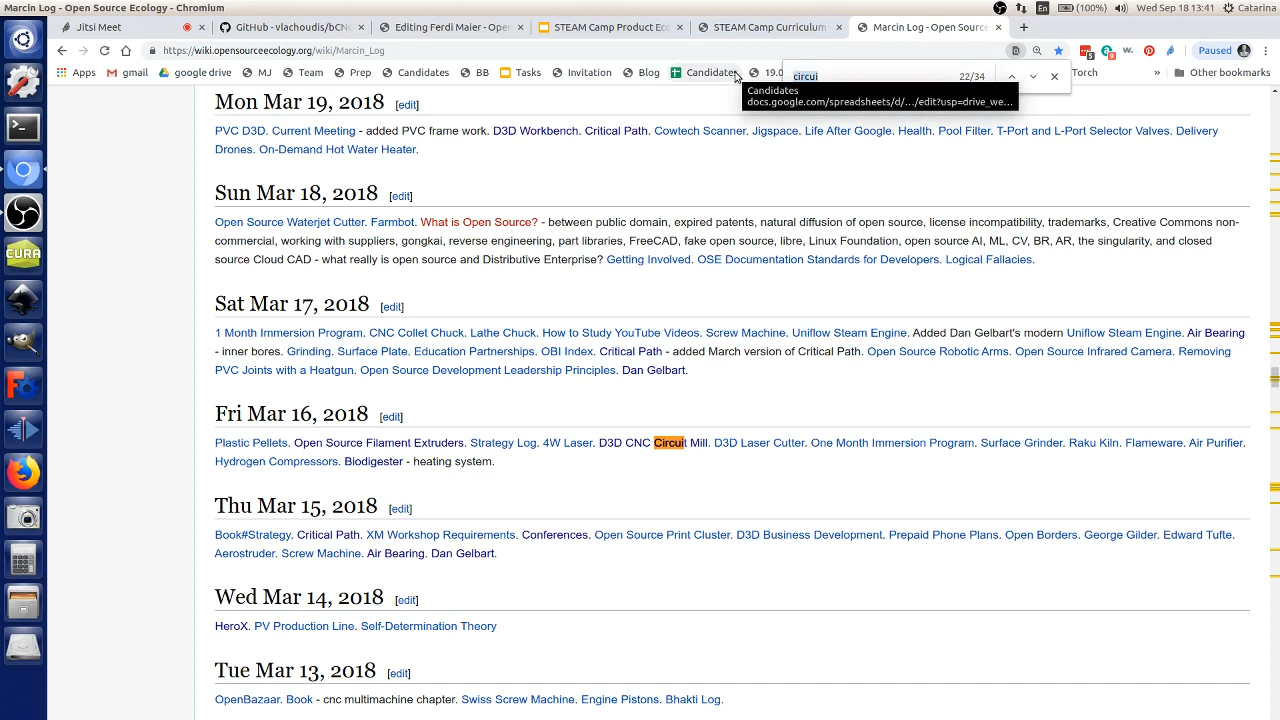 Marcin Log - Open Source Ecology - Chromium
En (100%) Wed Sep 18 13:41 Catarina
Jitsi Meet GitHub - vlachoudis/bCNC Editing Ferdi Maier - Open STEAM Camp Product Eco STEAM Camp Curriculum Marcin Log - Open Source
https://wiki.opensourceecology.org/wiki/Marcin_Log Paused
Apps gmail google drive MJ Team Prep Candidates BB Tasks Invitation Blog Candidates 19.0 Torch » Other bookmarks
circui 22/34
Candidates
docs.google.com/spreadsheets/d/.../edit?usp=drive_we...
Mon Mar 19, 2018 [edit]
PVC D3D. Current Meeting - added PVC frame work. D3D Workbench. Critical Path. Cowtech Scanner. Jigspace. Life After Google. Health. Pool Filter. T-Port and L-Port Selector Valves. Delivery
Drones. On-Demand Hot Water Heater.
Sun Mar 18, 2018 [edit]
Open Source Waterjet Cutter. Farmbot. What is Open Source? - between public domain, expired patents, natural diffusion of open source, license incompatibility, trademarks, Creative Commons non-
commercial, working with suppliers, gongkai, reverse engineering, part libraries, FreeCAD, fake open source, libre, Linux Foundation, open source AI, ML, CV, BR, AR, the singularity, and closed
source Cloud CAD - what really is open source and Distributive Enterprise? Getting Involved. OSE Documentation Standards for Developers. Logical Fallacies.
Sat Mar 17, 2018 [edit]
1 Month Immersion Program. CNC Collet Chuck. Lathe Chuck. How to Study YouTube Videos. Screw Machine. Uniflow Steam Engine. Added Dan Gelbart's modern Uniflow Steam Engine. Air Bearing
- inner bores. Grinding. Surface Plate. Education Partnerships. OBI Index. Critical Path - added March version of Critical Path. Open Source Robotic Arms. Open Source Infrared Camera. Removing
PVC Joints with a Heatgun. Open Source Development Leadership Principles. Dan Gelbart.
Fri Mar 16, 2018 [edit]
Plastic Pellets. Open Source Filament Extruders. Strategy Log. 4W Laser. D3D CNC Circuit Mill. D3D Laser Cutter. One Month Immersion Program. Surface Grinder. Raku Kiln. Flameware. Air Purifier.
Hydrogen Compressors. Biodigester - heating system.
Thu Mar 15, 2018 [edit]
Book#Strategy. Critical Path. XM Workshop Requirements. Conferences. Open Source Print Cluster. D3D Business Development. Prepaid Phone Plans. Open Borders. George Gilder. Edward Tufte.
Aerostruder. Screw Machine. Air Bearing. Dan Gelbart.
Wed Mar 14, 2018 [edit]
HeroX. PV Production Line. Self-Determination Theory
Tue Mar 13, 2018 [edit]
OpenBazaar. Book - cnc multimachine chapter. Swiss Screw Machine. Engine Pistons. Bhakti Log.
CURA